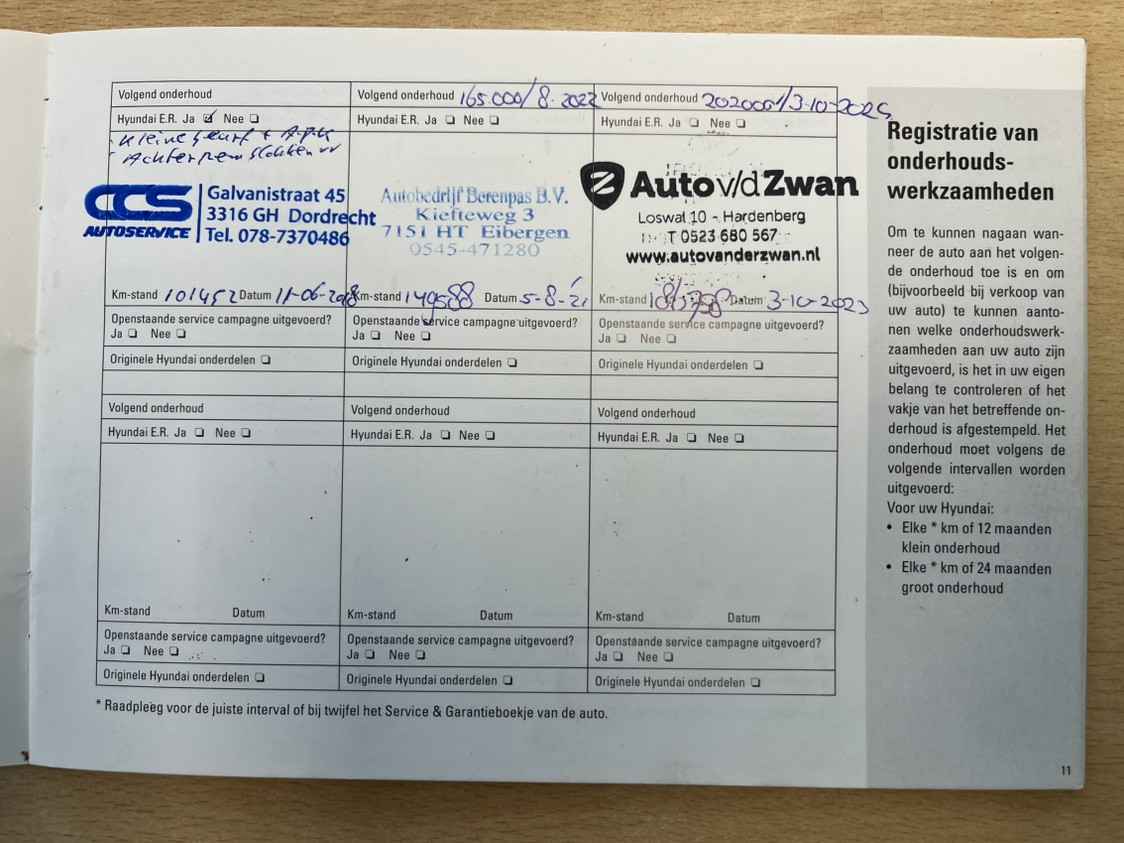 Volgend onderhoud
Hyundai E.R. Ja ☑ Nee ❏
- Kleine beurt + A.P.K
- Achterremblokken vv
CCS AUTOSERVICE
Galvanistraat 45
3316 GH Dordrecht
Tel. 078-7370486
Km-stand 101452 Datum 11-06-2018
Openstaande service campagne uitgevoerd?
Ja ❏ Nee ❏
Originele Hyundai onderdelen ❏
Volgend onderhoud 165.000/8-2022
Hyundai E.R. Ja ❏ Nee ❏
Autobedrijf Berenpas B.V.
Kiefteweg 3
7151 HT Eibergen
0545-471280
Km-stand Datum 5-8-21
Openstaande service campagne uitgevoerd?
Ja ❏ Nee ❏
Originele Hyundai onderdelen ❏
Volgend onderhoud
Hyundai E.R. Ja ❏ Nee ❏
Auto v/d Zwan
Loswal 10 - Hardenberg
T 0523 680 567
www.autovanderzwan.nl
Km-stand Datum 3-10-2023
Openstaande service campagne uitgevoerd?
Ja ❏ Nee ❏
Originele Hyundai onderdelen ❏
Volgend onderhoud
Hyundai E.R. Ja ❏ Nee ❏
Km-stand Datum
Openstaande service campagne uitgevoerd?
Ja ❏ Nee ❏
Originele Hyundai onderdelen ❏
Volgend onderhoud
Hyundai E.R. Ja ❏ Nee ❏
Km-stand Datum
Openstaande service campagne uitgevoerd?
Ja ❏ Nee ❏
Originele Hyundai onderdelen ❏
Volgend onderhoud
Hyundai E.R. Ja ❏ Nee ❏
Km-stand Datum
Openstaande service campagne uitgevoerd?
Ja ❏ Nee ❏
Originele Hyundai onderdelen ❏
* Raadpleeg voor de juiste interval of bij twijfel het Service & Garantieboekje van de auto.
Registratie van
onderhouds-
werkzaamheden
Om te kunnen nagaan wan-
neer de auto aan het volgen-
de onderhoud toe is en om
(bijvoorbeeld bij verkoop van
uw auto) te kunnen aanto-
nen welke onderhoudswerk-
zaamheden aan uw auto zijn
uitgevoerd, is het in uw eigen
belang te controleren of het
vakje van het betreffende on-
derhoud is afgestempeld. Het
onderhoud moet volgens de
volgende intervallen worden
uitgevoerd:
Voor uw Hyundai:
• Elke * km of 12 maanden
klein onderhoud
• Elke * km of 24 maanden
groot onderhoud
11